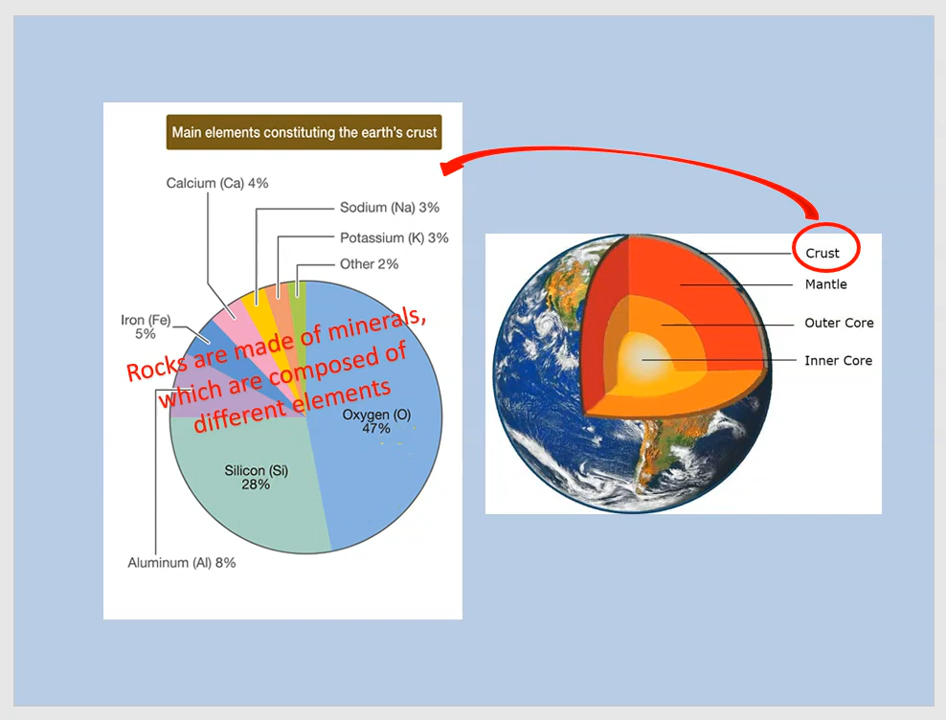 Main elements constituting the earth's crust
Calcium (Ca) 4%
Sodium (Na) 3%
Potassium (K) 3%
Other 2%
Iron (Fe)
5%
Rocks are made of minerals,
which are composed of
different elements
Oxygen (O)
47%
Silicon (Si)
28%
Aluminum (Al) 8%
Crust
Mantle
Outer Core
Inner Core